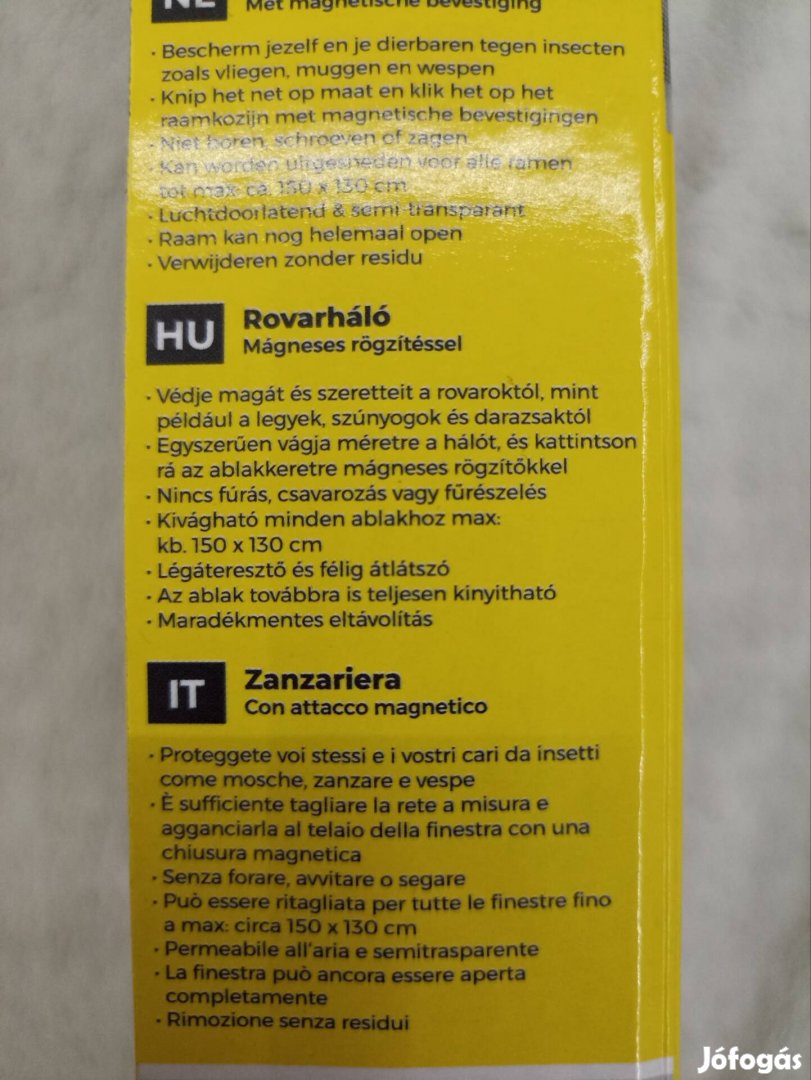 NL
Met magnetische bevestiging
• Bescherm jezelf en je dierbaren tegen insecten
zoals vliegen, muggen en wespen
• Knip het net op maat en klik het op het
raamkozijn met magnetische bevestigingen
• Niet boren, schroeven of zagen
• Kan worden uitgesneden voor alle ramen
tot max. ca. 150 x 130 cm
• Luchtdoorlatend & semi-transparant
• Raam kan nog helemaal open
• Verwijderen zonder residu
HU
Rovarháló
Mágneses rögzítéssel
• Védje magát és szeretteit a rovaroktól, mint
például a legyek, szúnyogok és darazsaktól
• Egyszerűen vágja méretre a hálót, és kattintson
rá az ablakkeretre mágneses rögzítőkkel
• Nincs fúrás, csavarozás vagy fűrészelés
• Kivágható minden ablakhoz max:
kb. 150 x 130 cm
• Légáteresztő és félig átlátszó
• Az ablak továbbra is teljesen kinyitható
• Maradékmentes eltávolítás
IT
Zanzariera
Con attacco magnetico
• Proteggete voi stessi e i vostri cari da insetti
come mosche, zanzare e vespe
• È sufficiente tagliare la rete a misura e
agganciarla al telaio della finestra con una
chiusura magnetica
• Senza forare, avvitare o segare
• Può essere ritagliata per tutte le finestre fino
a max: circa 150 x 130 cm
• Permeabile all'aria e semitrasparente
• La finestra può ancora essere aperta
completamente
• Rimozione senza residui
Jófogás